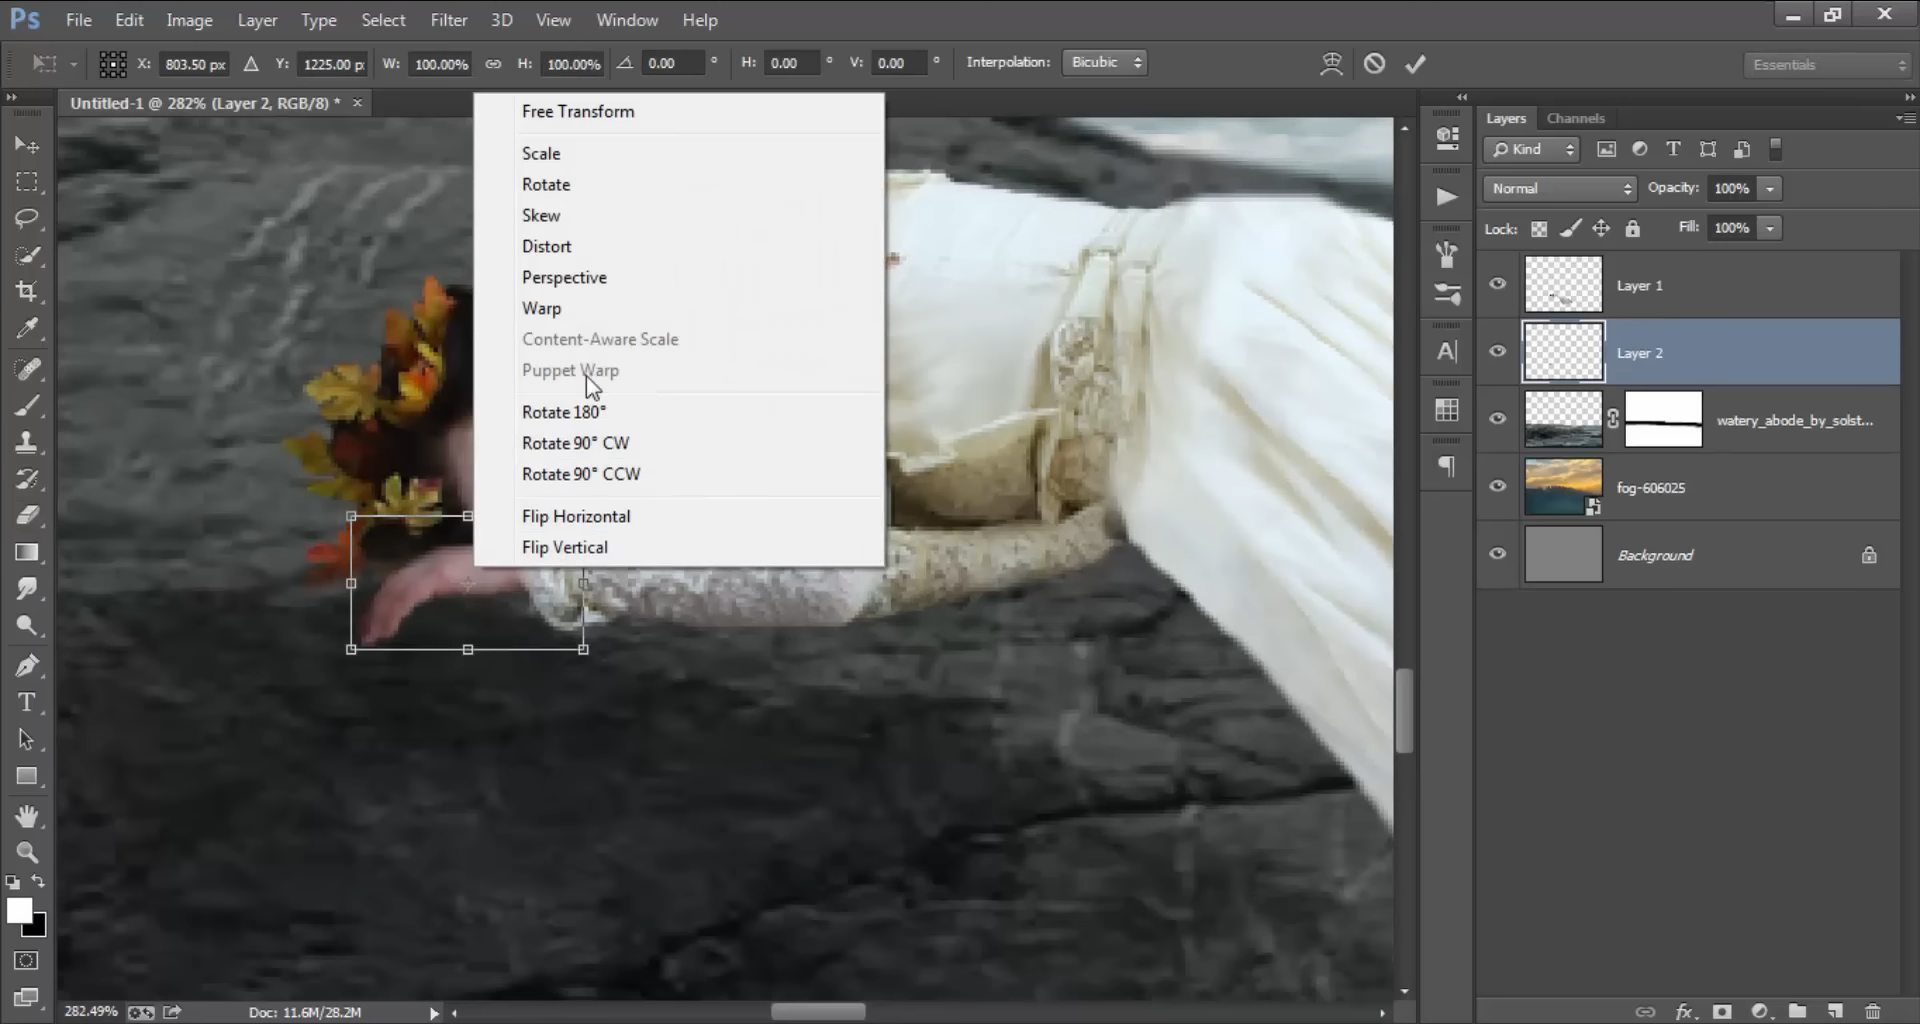 Ps File Edit Image Layer Type Select Filter 3D View Window Help
X: 803.50 px Y: 1225.00 p: W: 100.00% H: 100.00% 0.00 ° H: 0.00 ° V: 0.00 ° Interpolation: Bicubic Essentials
Untitled-1 @ 282% (Layer 2, RGB/8) * ×
Free Transform
Scale
Rotate
Skew
Distort
Perspective
Warp
Content-Aware Scale
Puppet Warp
Rotate 180°
Rotate 90° CW
Rotate 90° CCW
Flip Horizontal
Flip Vertical
Layers Channels
Kind
Normal Opacity: 100%
Lock: Fill: 100%
Layer 1
Layer 2
watery_abode_by_solst...
fog-606025
Background
282.49% Doc: 11.6M/28.2M